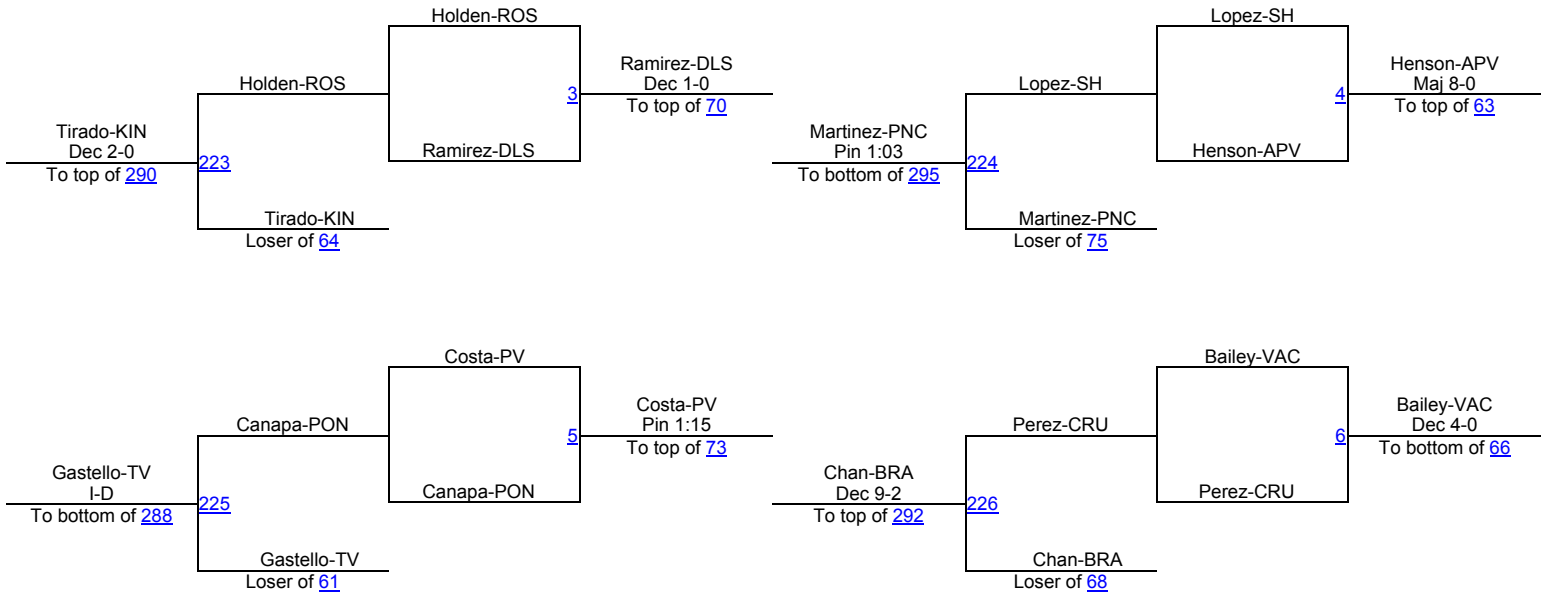 Holden-ROS
Holden-ROS
Ramirez-DLS
Dec 1-0
3
To top of 70
Tirado-KIN
Dec 2-0
223
To top of 290
Ramirez-DLS
Tirado-KIN
Loser of 64
Lopez-SH
Lopez-SH
Henson-APV
Maj 8-0
4
To top of 63
Martinez-PNC
Pin 1:03
224
To bottom of 295
Henson-APV
Martinez-PNC
Loser of 75
Costa-PV
Canapa-PON
Costa-PV
Pin 1:15
5
To top of 73
Gastello-TV
I-D
225
To bottom of 288
Canapa-PON
Gastello-TV
Loser of 61
Bailey-VAC
Perez-CRU
Bailey-VAC
Dec 4-0
6
To bottom of 66
Chan-BRA
Dec 9-2
226
To top of 292
Perez-CRU
Chan-BRA
Loser of 68